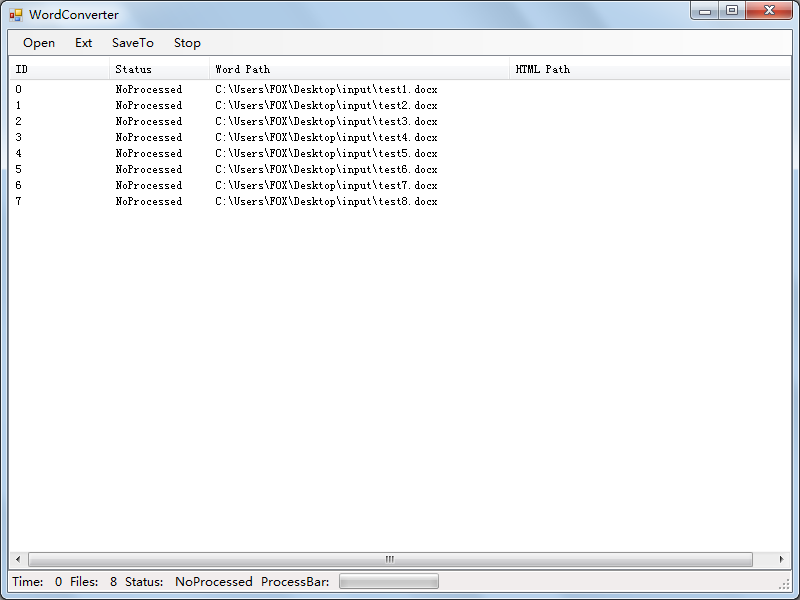 WordConverter
Open Ext SaveTo Stop
ID Status Word Path HTML Path
0 NoProcessed C:\Users\FOX\Desktop\input\test1.docx
1 NoProcessed C:\Users\FOX\Desktop\input\test2.docx
2 NoProcessed C:\Users\FOX\Desktop\input\test3.docx
3 NoProcessed C:\Users\FOX\Desktop\input\test4.docx
4 NoProcessed C:\Users\FOX\Desktop\input\test5.docx
5 NoProcessed C:\Users\FOX\Desktop\input\test6.docx
6 NoProcessed C:\Users\FOX\Desktop\input\test7.docx
7 NoProcessed C:\Users\FOX\Desktop\input\test8.docx
Time: 0 Files: 8 Status: NoProcessed ProcessBar: